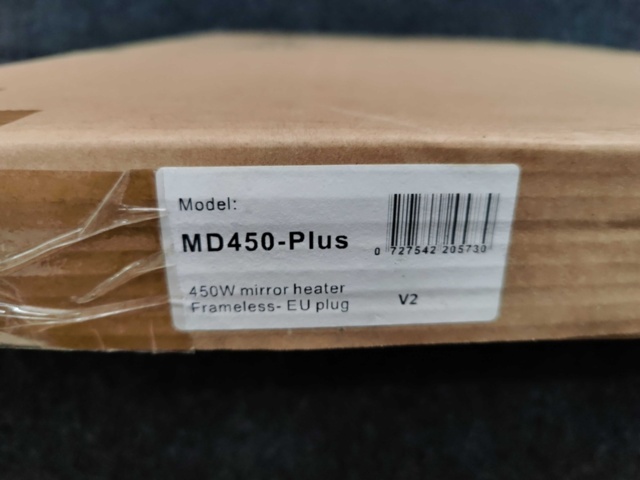 Model:
MD450-Plus
0 727542 205730
450W mirror heater
Frameless- EU plug
V2